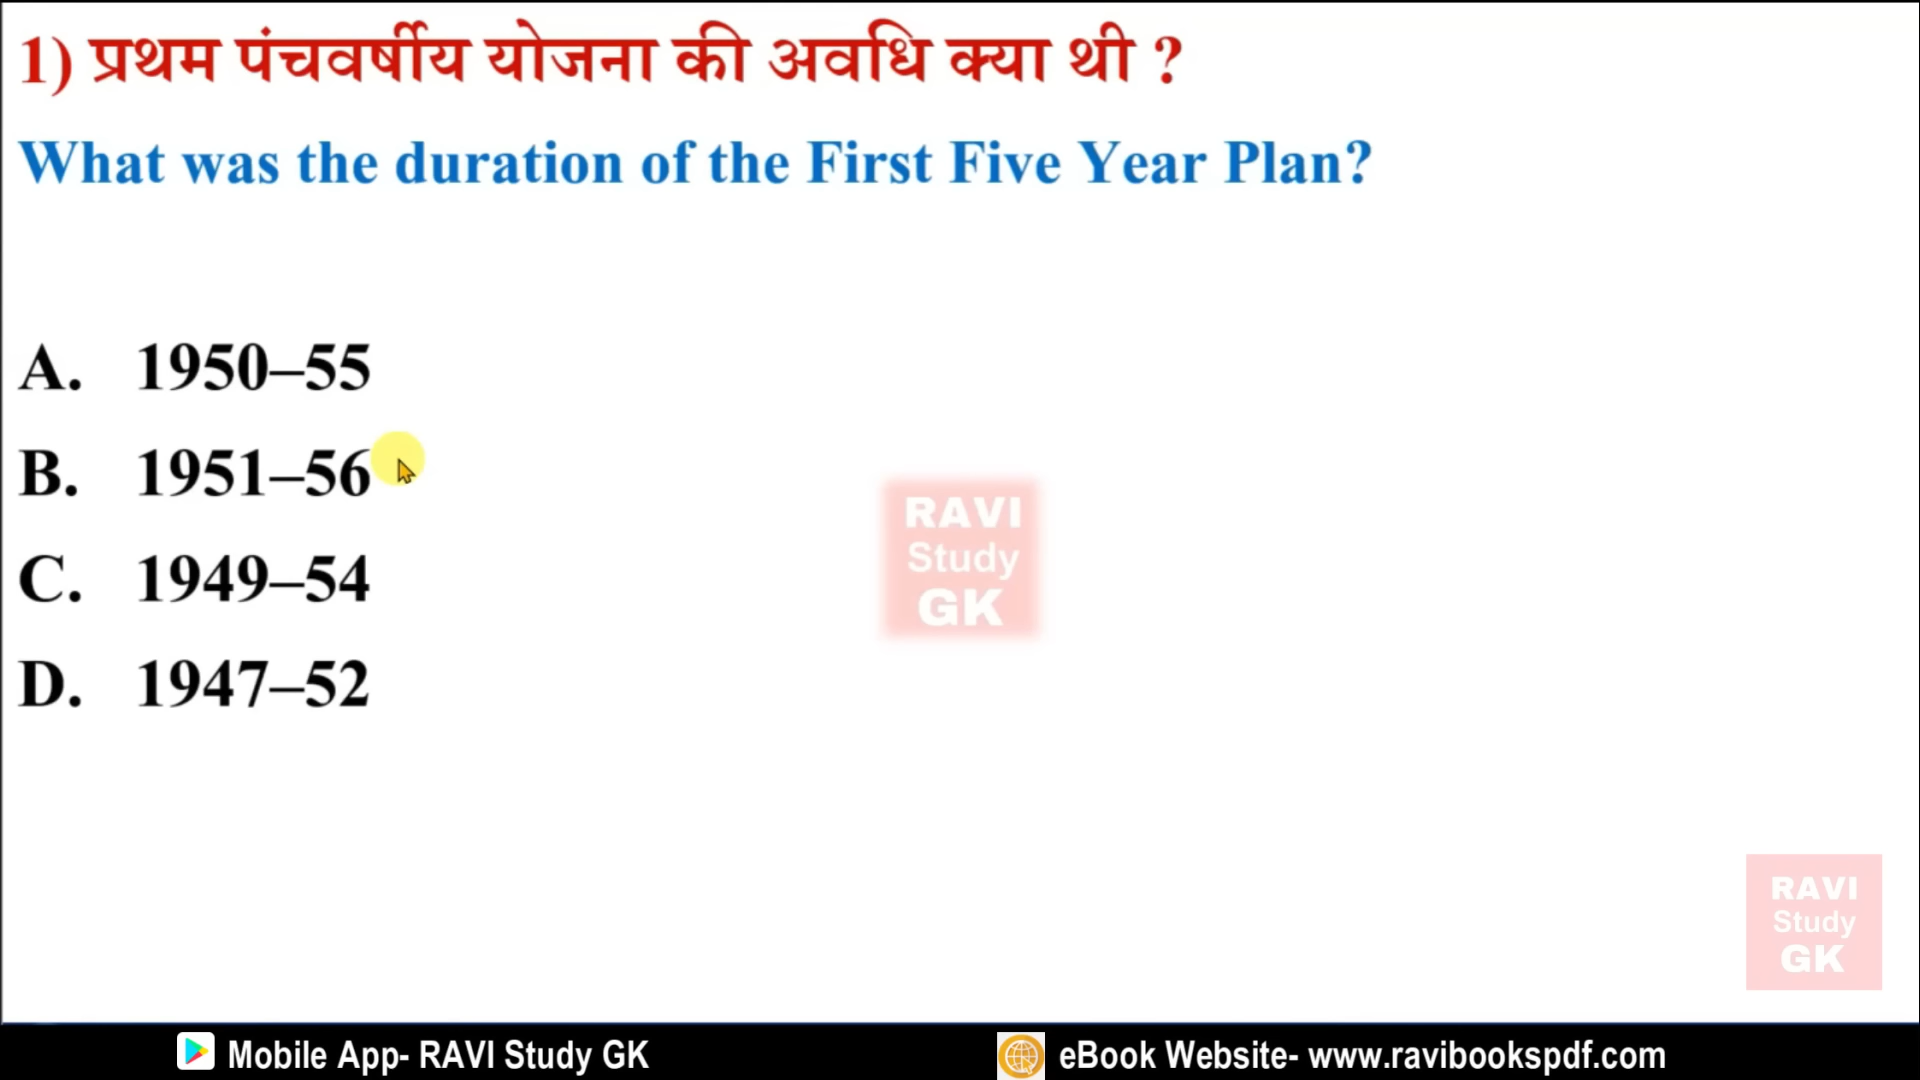 1) प्रथम पंचवर्षीय योजना की अवधि क्या थी ?
What was the duration of the First Five Year Plan?
A. 1950–55
B. 1951–56
C. 1949–54
D. 1947–52
RAVI
Study
GK
RAVI
Study
GK
Mobile App- RAVI Study GK
eBook Website- www.ravibookspdf.com